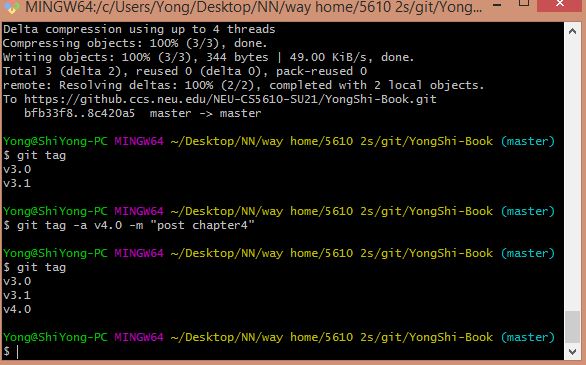 MINGW64:/c/Users/Yong/Desktop/NN/way home/5610 2s/git/Yong...
Delta compression using up to 4 threads
Compressing objects: 100% (3/3), done.
Writing objects: 100% (3/3), 344 bytes | 49.00 KiB/s, done.
Total 3 (delta 2), reused 0 (delta 0), pack-reused 0
remote: Resolving deltas: 100% (2/2), completed with 2 local objects.
To https://github.ccs.neu.edu/NEU-CS5610-SU21/YongShi-Book.git
bfb33f8..8c420a5 master -> master
Yong@ShiYong-PC MINGW64 ~/Desktop/NN/way home/5610 2s/git/YongShi-Book (master)
$ git tag
v3.0
v3.1
Yong@ShiYong-PC MINGW64 ~/Desktop/NN/way home/5610 2s/git/YongShi-Book (master)
$ git tag -a v4.0 -m "post chapter4"
Yong@ShiYong-PC MINGW64 ~/Desktop/NN/way home/5610 2s/git/YongShi-Book (master)
$ git tag
v3.0
v3.1
v4.0
Yong@ShiYong-PC MINGW64 ~/Desktop/NN/way home/5610 2s/git/YongShi-Book (master)
$